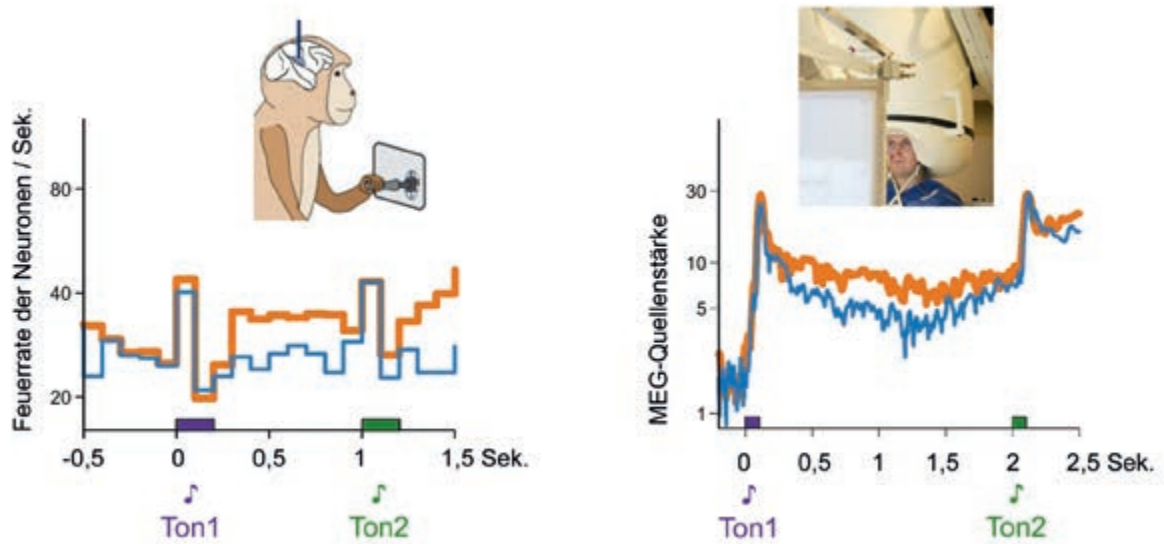 Feuerrate der Neuronen / Sek.
80
40
20
-0,5 0 0,5 1 1,5 Sek.
♪ ♪
Ton1 Ton2
MEG-Quellenstärke
30
10
5
1
0 0,5 1 1,5 2 2,5 Sek.
♪ ♪
Ton1 Ton2